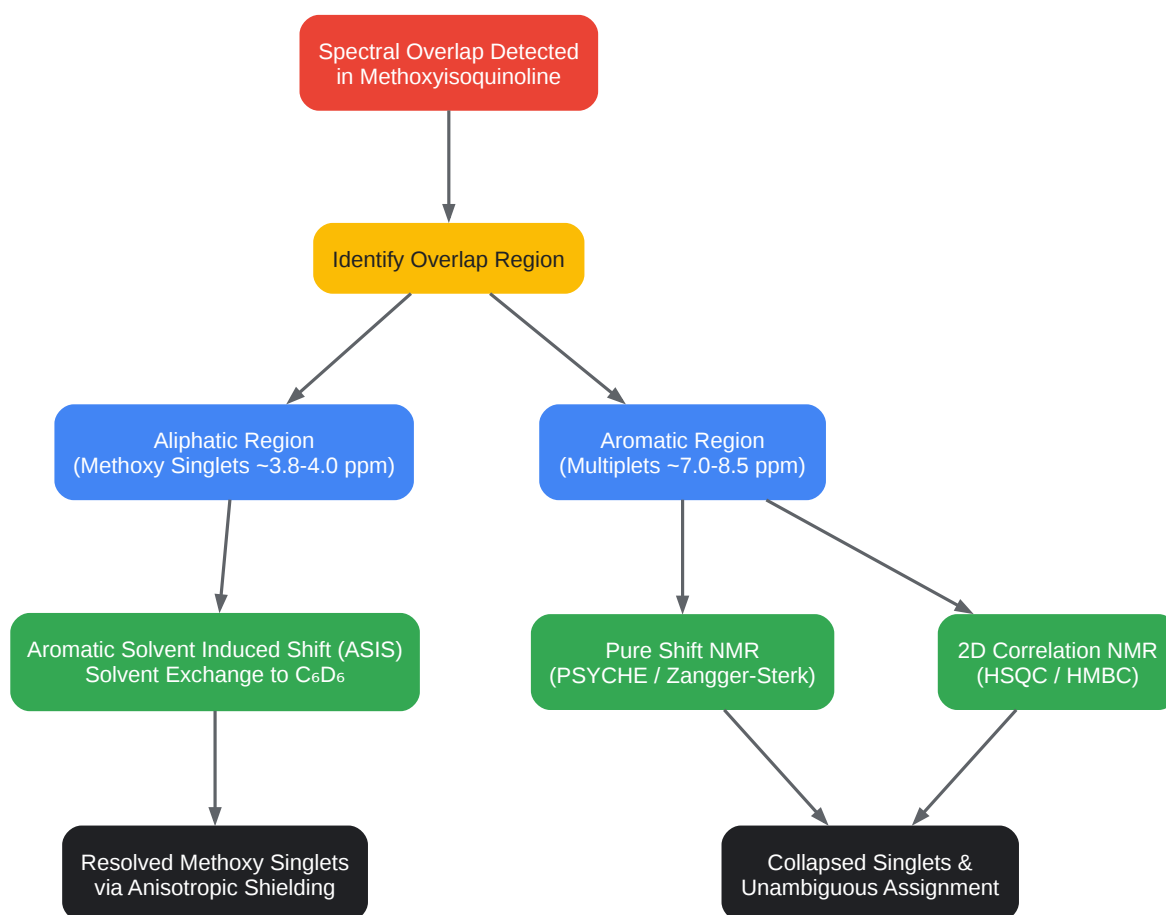 Spectral Overlap Detected
in Methoxyisoquinoline
Identify Overlap Region
Aliphatic Region
(Methoxy Singlets ~3.8-4.0 ppm)
Aromatic Region
(Multiplets ~7.0-8.5 ppm)
Aromatic Solvent Induced Shift (ASIS)
Solvent Exchange to C₆D₆
Pure Shift NMR
(PSYCHE / Zangger-Sterk)
2D Correlation NMR
(HSQC / HMBC)
Resolved Methoxy Singlets
via Anisotropic Shielding
Collapsed Singlets &
Unambiguous Assignment